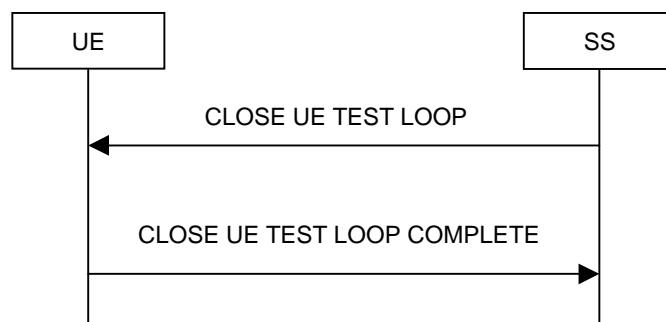 UE
SS
CLOSE UE TEST LOOP
CLOSE UE TEST LOOP COMPLETE